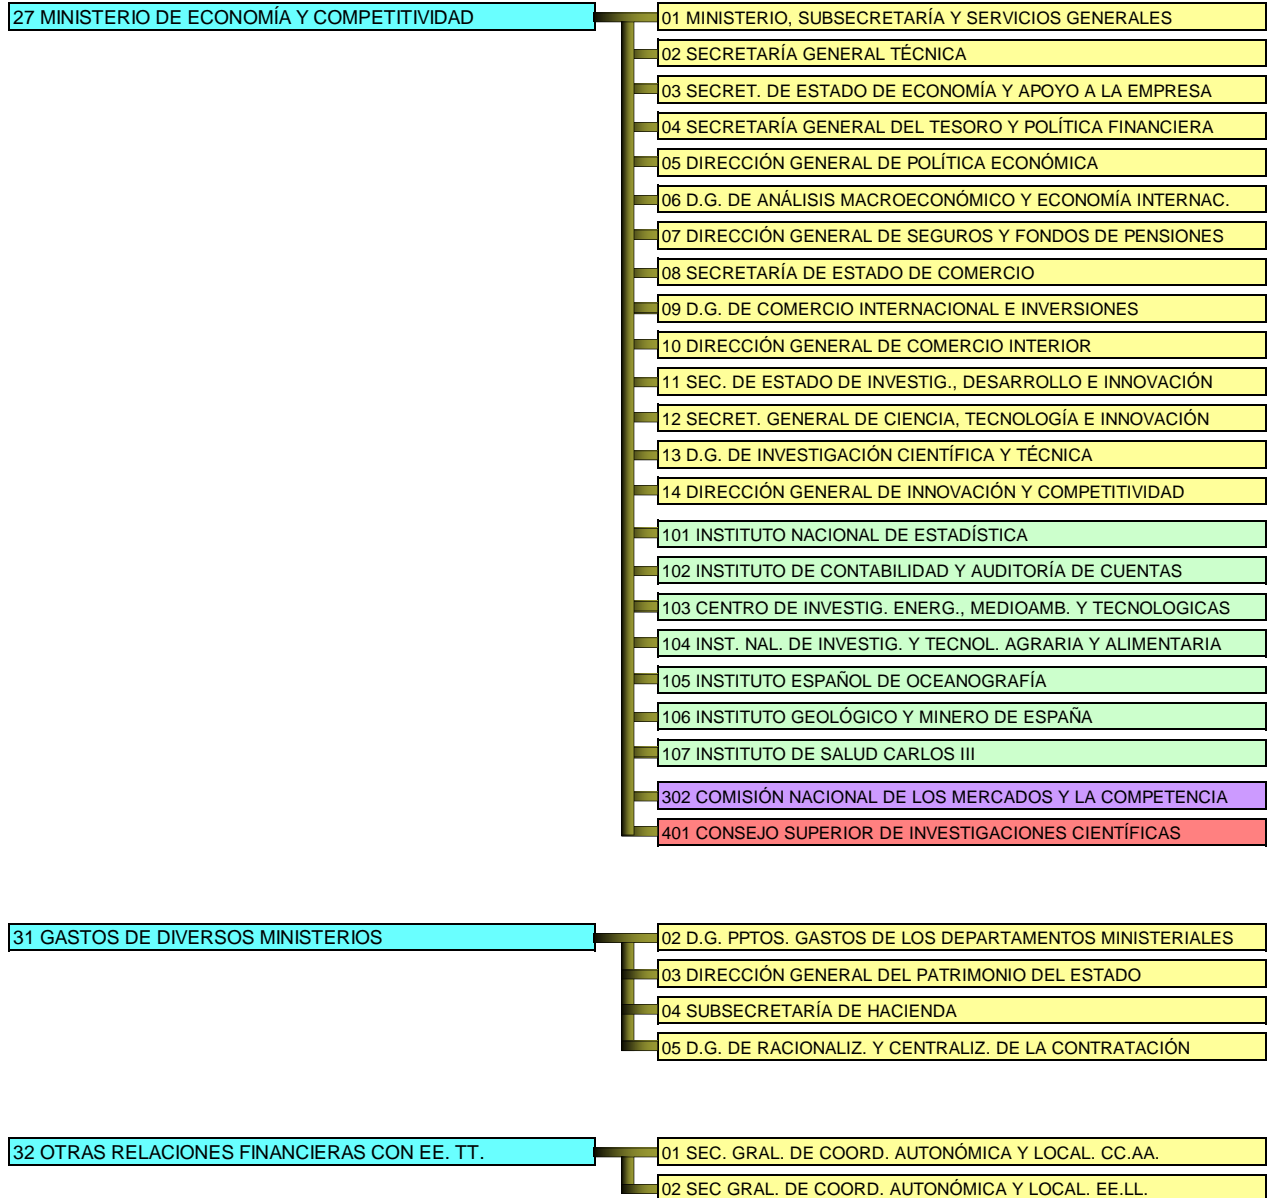 27 MINISTERIO DE ECONOMÍA Y COMPETITIVIDAD
01 MINISTERIO, SUBSECRETARÍA Y SERVICIOS GENERALES
02 SECRETARÍA GENERAL TÉCNICA
03 SECRET. DE ESTADO DE ECONOMÍA Y APOYO A LA EMPRESA
04 SECRETARÍA GENERAL DEL TESORO Y POLÍTICA FINANCIERA
05 DIRECCIÓN GENERAL DE POLÍTICA ECONÓMICA
06 D.G. DE ANÁLISIS MACROECONÓMICO Y ECONOMÍA INTERNAC.
07 DIRECCIÓN GENERAL DE SEGUROS Y FONDOS DE PENSIONES
08 SECRETARÍA DE ESTADO DE COMERCIO
09 D.G. DE COMERCIO INTERNACIONAL E INVERSIONES
10 DIRECCIÓN GENERAL DE COMERCIO INTERIOR
11 SEC. DE ESTADO DE INVESTIG., DESARROLLO E INNOVACIÓN
12 SECRET. GENERAL DE CIENCIA, TECNOLOGÍA E INNOVACIÓN
13 D.G. DE INVESTIGACIÓN CIENTÍFICA Y TÉCNICA
14 DIRECCIÓN GENERAL DE INNOVACIÓN Y COMPETITIVIDAD
101 INSTITUTO NACIONAL DE ESTADÍSTICA
102 INSTITUTO DE CONTABILIDAD Y AUDITORÍA DE CUENTAS
103 CENTRO DE INVESTIG. ENERG., MEDIOAMB. Y TECNOLOGICAS
104 INST. NAL. DE INVESTIG. Y TECNOL. AGRARIA Y ALIMENTARIA
105 INSTITUTO ESPAÑOL DE OCEANOGRAFÍA
106 INSTITUTO GEOLÓGICO Y MINERO DE ESPAÑA
107 INSTITUTO DE SALUD CARLOS III
302 COMISIÓN NACIONAL DE LOS MERCADOS Y LA COMPETENCIA
401 CONSEJO SUPERIOR DE INVESTIGACIONES CIENTÍFICAS
31 GASTOS DE DIVERSOS MINISTERIOS
02 D.G. PPTOS. GASTOS DE LOS DEPARTAMENTOS MINISTERIALES
03 DIRECCIÓN GENERAL DEL PATRIMONIO DEL ESTADO
04 SUBSECRETARÍA DE HACIENDA
05 D.G. DE RACIONALIZ. Y CENTRALIZ. DE LA CONTRATACIÓN
32 OTRAS RELACIONES FINANCIERAS CON EE. TT.
01 SEC. GRAL. DE COORD. AUTONÓMICA Y LOCAL. CC.AA.
02 SEC GRAL. DE COORD. AUTONÓMICA Y LOCAL. EE.LL.